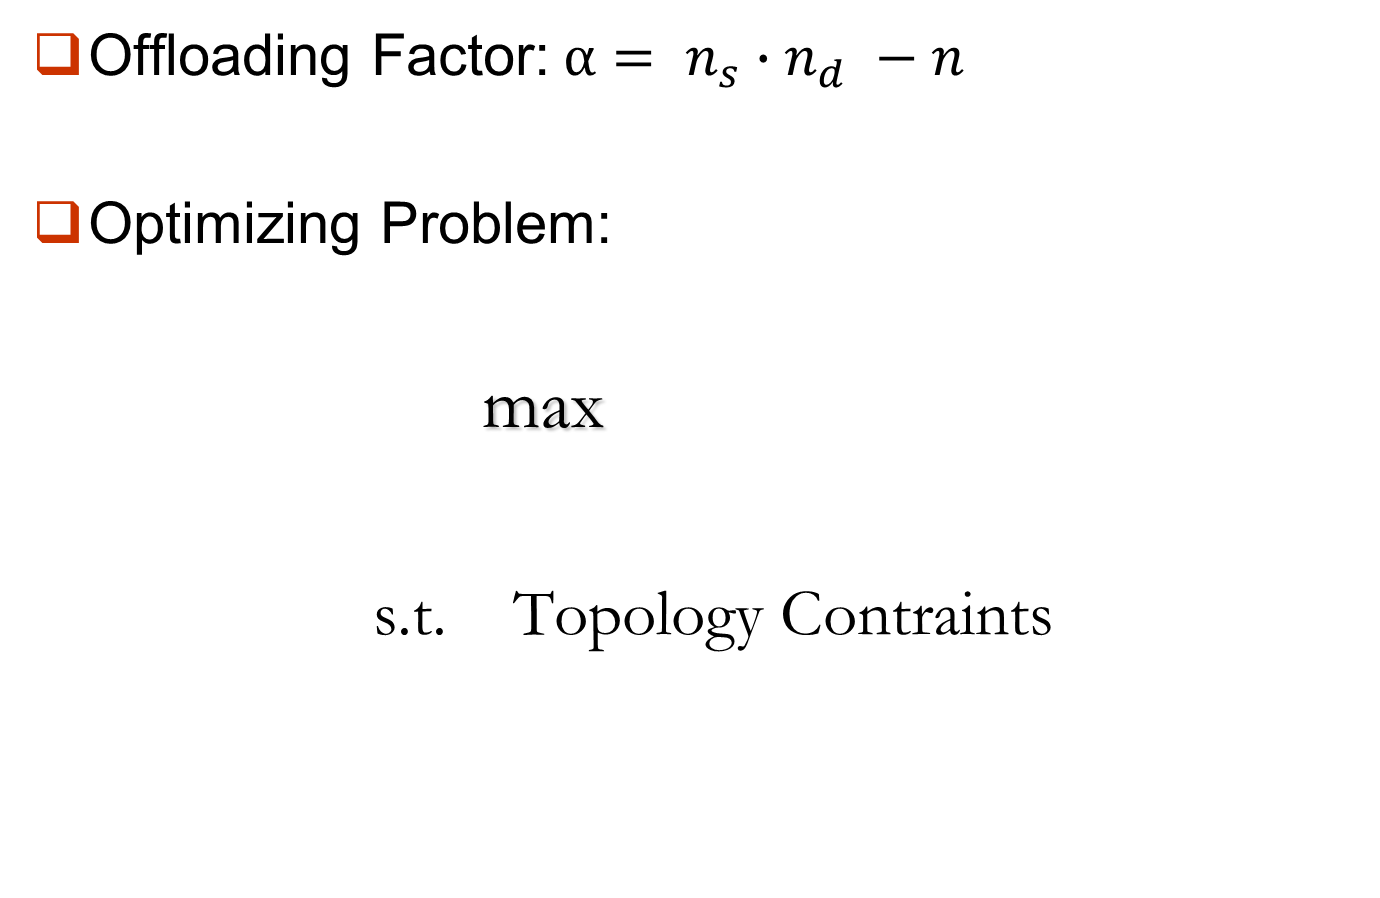 Offloading Factor: α = n_s · n_d − n
Optimizing Problem:
max
s.t. Topology Contraints